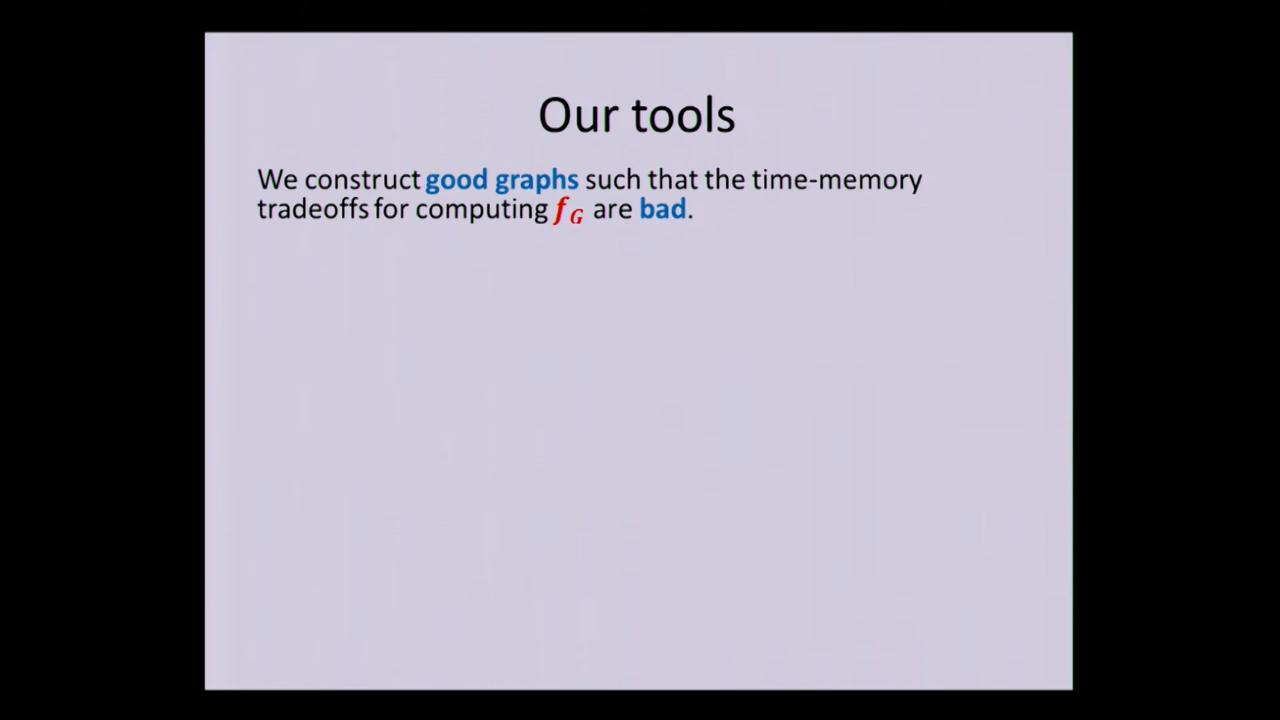 Our tools
We construct good graphs such that the time-memory
tradeoffs for computing f_G are bad.